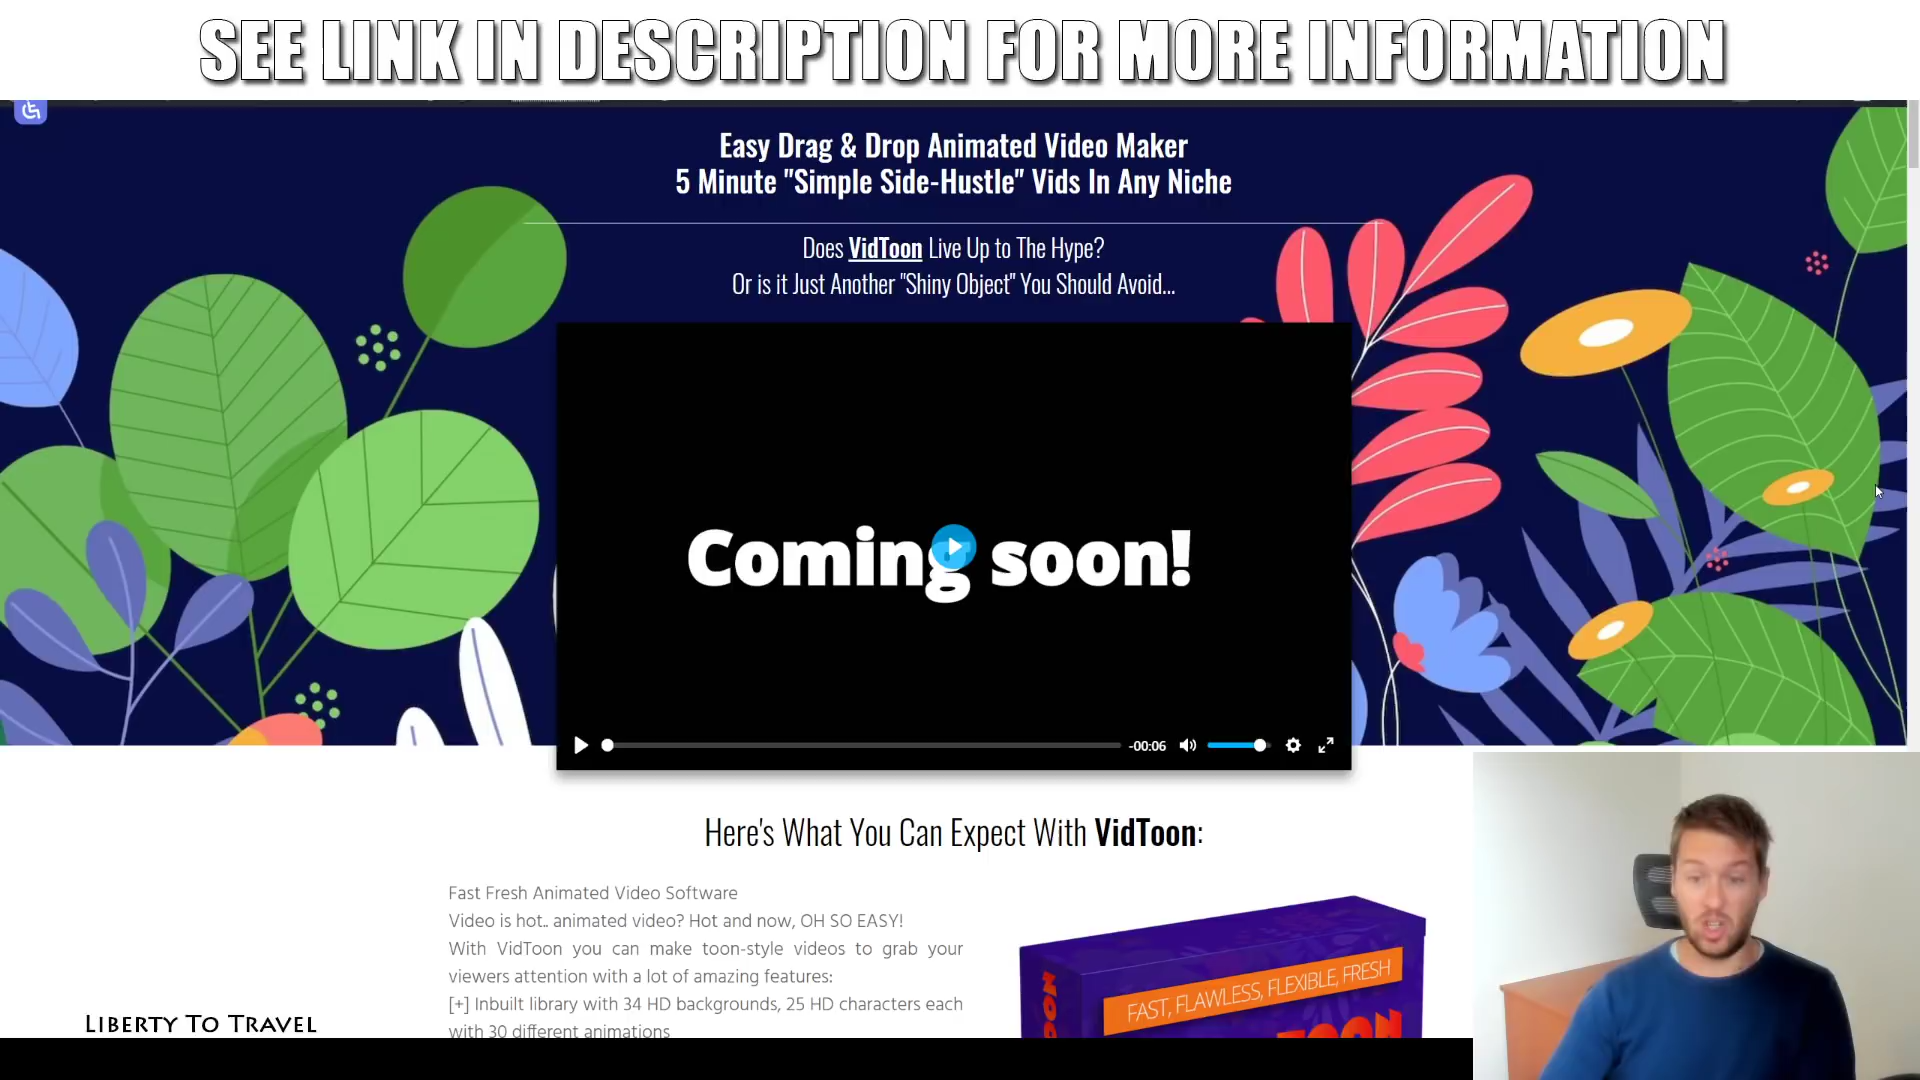 SEE LINK IN DESCRIPTION FOR MORE INFORMATION
Easy Drag & Drop Animated Video Maker
5 Minute "Simple Side-Hustle" Vids In Any Niche
Does VidToon Live Up to The Hype?
Or is it Just Another "Shiny Object" You Should Avoid...
Coming soon!
-00:06
Here's What You Can Expect With VidToon:
Fast Fresh Animated Video Software
Video is hot.. animated video? Hot and now, OH SO EASY!
With VidToon you can make toon-style videos to grab your
viewers attention with a lot of amazing features:
[+] Inbuilt library with 34 HD backgrounds, 25 HD characters each
with 30 different animations
FAST, FLAWLESS, FLEXIBLE, FRESH
LIBERTY TO TRAVEL